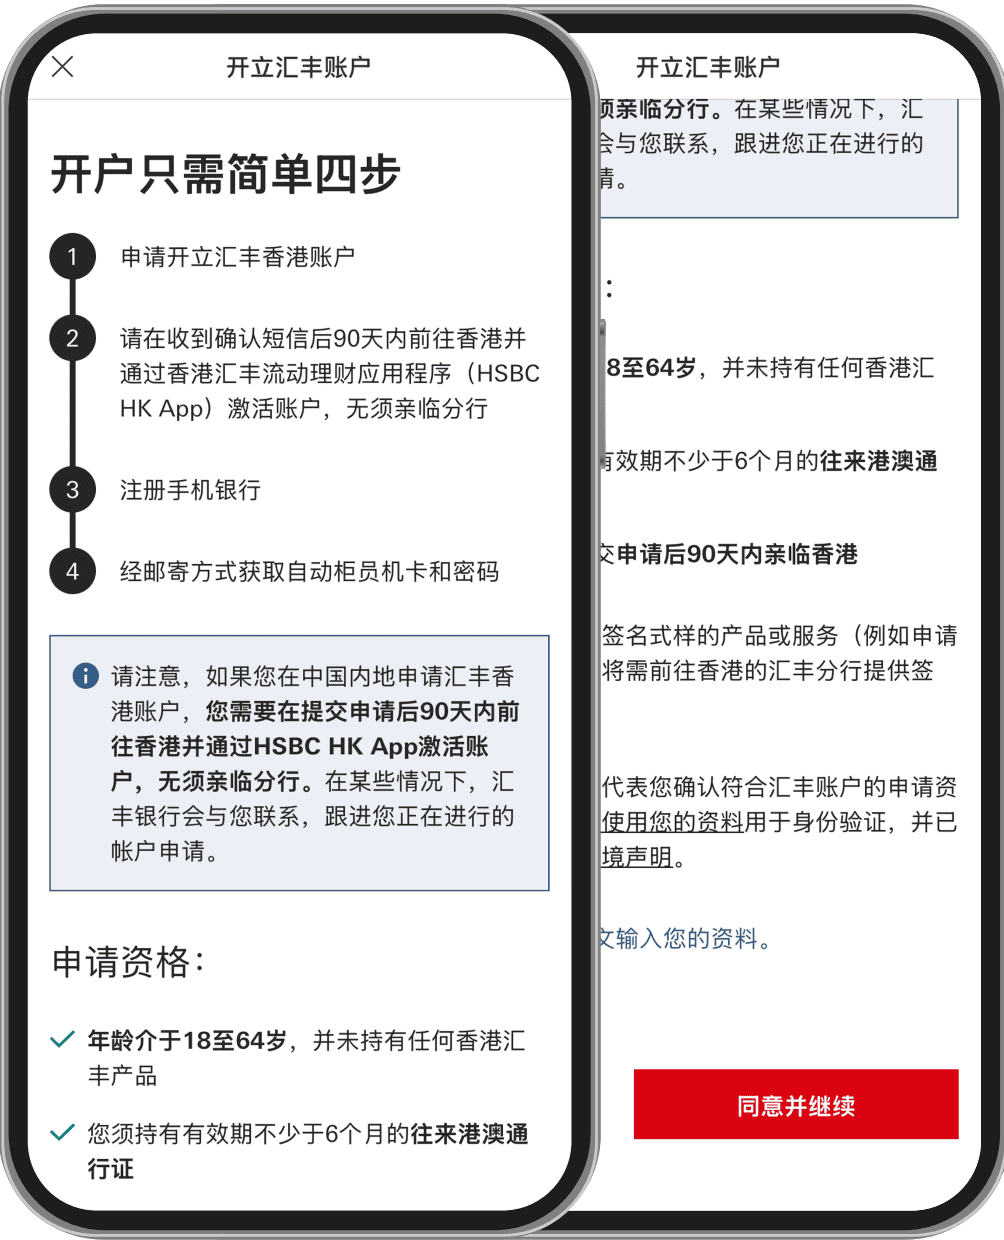 开立汇丰账户
开户只需简单四步
1 申请开立汇丰香港账户
2 请在收到确认短信后90天内前往香港并
通过香港汇丰流动理财应用程序（HSBC
HK App）激活账户，无须亲临分行
3 注册手机银行
4 经邮寄方式获取自动柜员机卡和密码
请注意，如果您在中国内地申请汇丰香
港账户，您需要在提交申请后90天内前
往香港并通过HSBC HK App激活账
户，无须亲临分行。在某些情况下，汇
丰银行会与您联系，跟进您正在进行的
帐户申请。
申请资格：
年龄介于18至64岁，并未持有任何香港汇
丰产品
您须持有有效期不少于6个月的往来港澳通
行证
开立汇丰账户
须亲临分行。在某些情况下，汇
会与您联系，跟进您正在进行的
请。
：
8至64岁，并未持有任何香港汇
有效期不少于6个月的往来港澳通
交申请后90天内亲临香港
签名式样的产品或服务（例如申请
将需前往香港的汇丰分行提供签
代表您确认符合汇丰账户的申请资
使用您的资料用于身份验证，并已
境声明。
文输入您的资料。
同意并继续